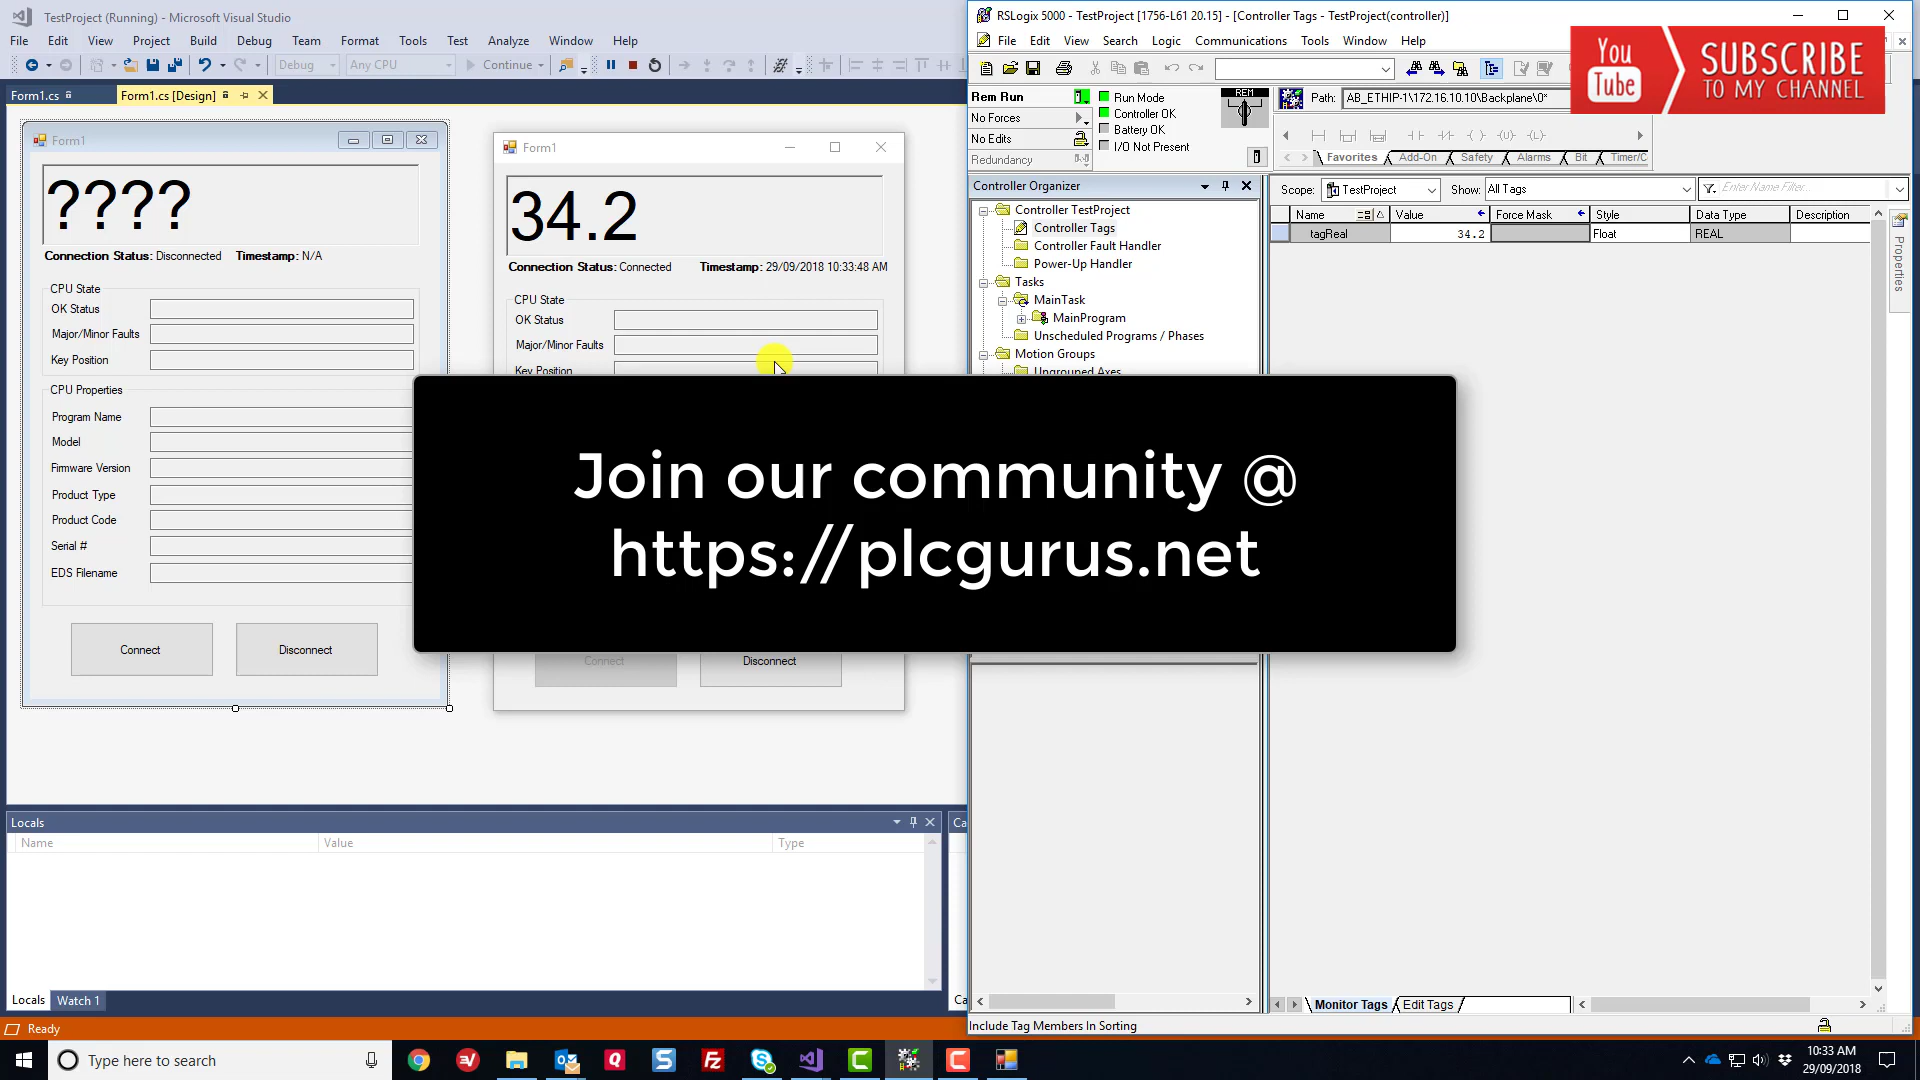 TestProject (Running) - Microsoft Visual Studio
File Edit View Project Build Debug Team Format Tools Test Analyze Window Help
Debug Any CPU Continue
Form1.cs Form1.cs [Design]
Form1
????
Connection Status: Disconnected Timestamp: N/A
CPU State
OK Status
Major/Minor Faults
Key Position
CPU Properties
Program Name
Model
Firmware Version
Product Type
Product Code
Serial #
EDS Filename
Connect Disconnect
Form1
34.2
Connection Status: Connected Timestamp: 29/09/2018 10:33:48 AM
CPU State
OK Status
Major/Minor Faults
Key Position
Connect Disconnect
Join our community @
https://plcgurus.net
Locals
Name Value Type
Locals Watch 1
Ca
Ca
Ready
RSLogix 5000 - TestProject [1756-L61 20.15] - [Controller Tags - TestProject(controller)]
File Edit View Search Logic Communications Tools Window Help
You Tube
SUBSCRIBE
TO MY CHANNEL
Rem Run
No Forces
No Edits
Redundancy
Run Mode
Controller OK
Battery OK
I/O Not Present
REM
Path: AB_ETHIP-1\172.16.10.10\Backplane\0*
Favorites Add-On Safety Alarms Bit Timer/C
Controller Organizer
Controller TestProject
Controller Tags
Controller Fault Handler
Power-Up Handler
Tasks
MainTask
MainProgram
Unscheduled Programs / Phases
Motion Groups
Ungrouped Axes
Scope: TestProject Show: All Tags Enter Name Filter...
Name Value Force Mask Style Data Type Description
tagReal 34.2 Float REAL
Properties
Monitor Tags Edit Tags
Include Tag Members In Sorting
Type here to search
10:33 AM
29/09/2018